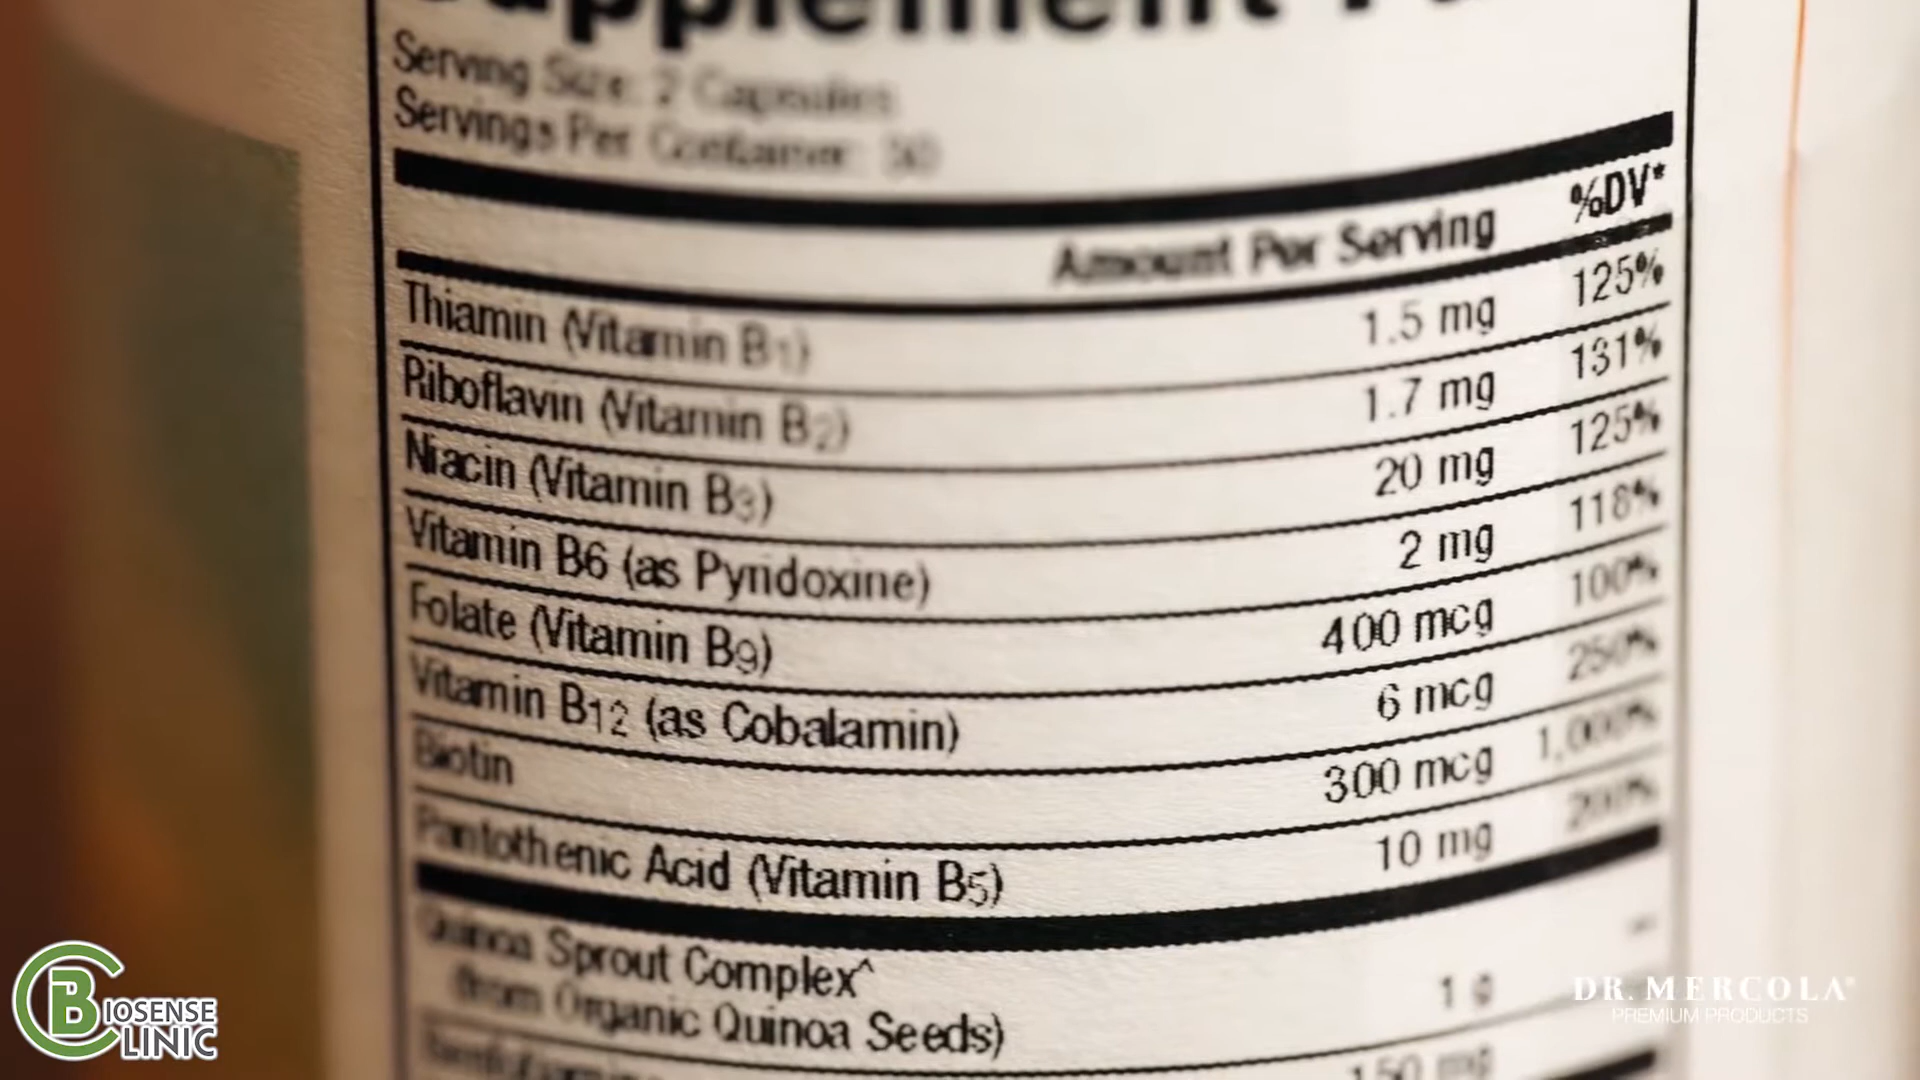 Supplement
Serving Size: 2 Capsules
Servings Per Container:
Amount Per Serving %DV*
Thiamin (Vitamin B1) 1.5 mg 125%
Riboflavin (Vitamin B2) 1.7 mg 131%
Niacin (Vitamin B3) 20 mg 125%
Vitamin B6 (as Pyridoxine) 2 mg 118%
Folate (Vitamin B9) 400 mcg 100%
Vitamin B12 (as Cobalamin) 6 mcg 250%
Biotin 300 mcg 1,000%
Pantothenic Acid (Vitamin B5) 10 mg 200%
Quinoa Sprout Complex^
(from Organic Quinoa Seeds) 1 g
150 mg
BIOSENSE
CLINIC
DR. MERCOLA®
PREMIUM PRODUCTS